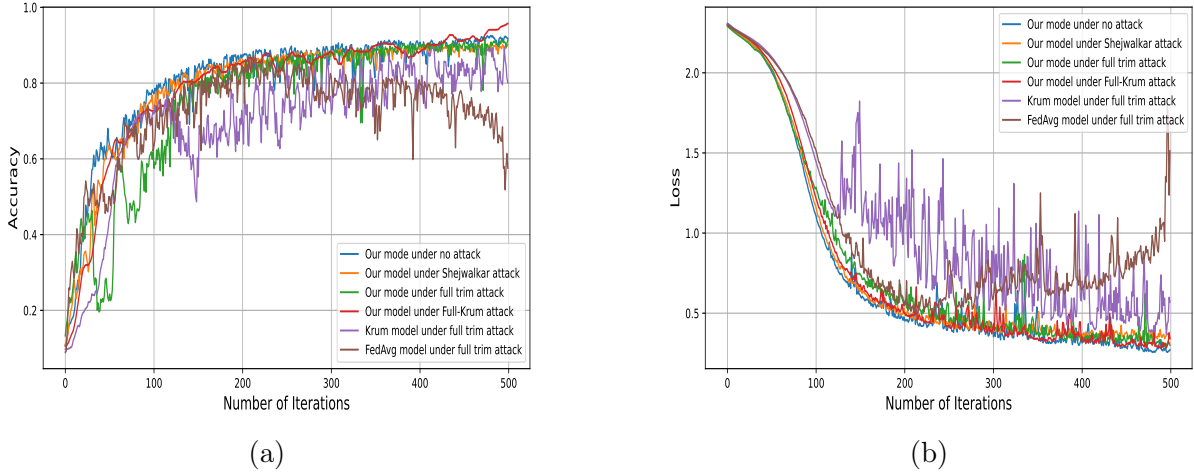 1.0
0.8
0.6
0.4
0.2
Accuracy
0 100 200 300 400 500
Number of Iterations
Our mode under no attack
Our model under Shejwalkar attack
Our mode under full trim attack
Our model under Full-Krum attack
Krum model under full trim attack
FedAvg model under full trim attack
(a)
2.0
1.5
1.0
0.5
Loss
0 100 200 300 400 500
Number of Iterations
Our mode under no attack
Our model under Shejwalkar attack
Our mode under full trim attack
Our model under Full-Krum attack
Krum model under full trim attack
FedAvg model under full trim attack
(b)